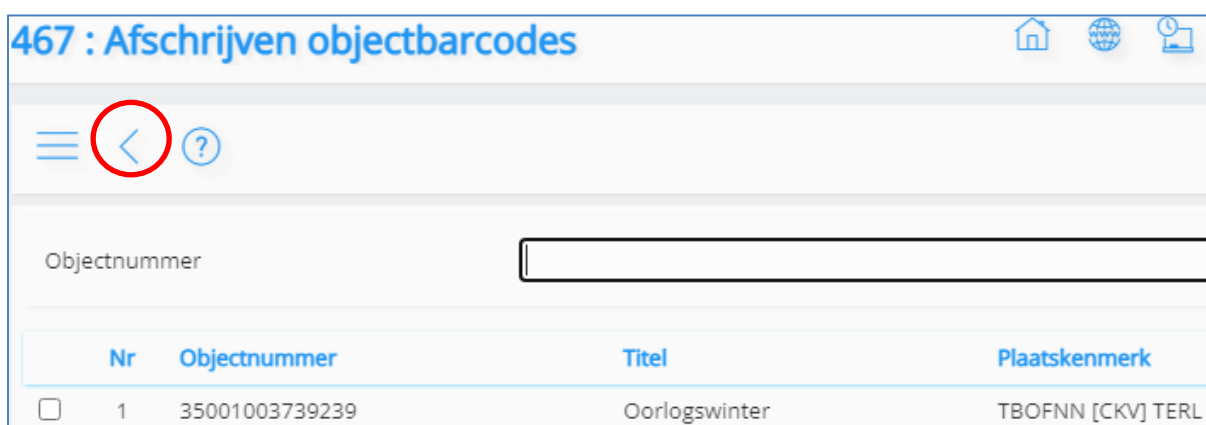 467 : Afschrijven objectbarcodes
?
Objectnummer
Nr Objectnummer Titel Plaatskenmerk
1 35001003739239 Oorlogswinter TBOFNN [CKV] TERL